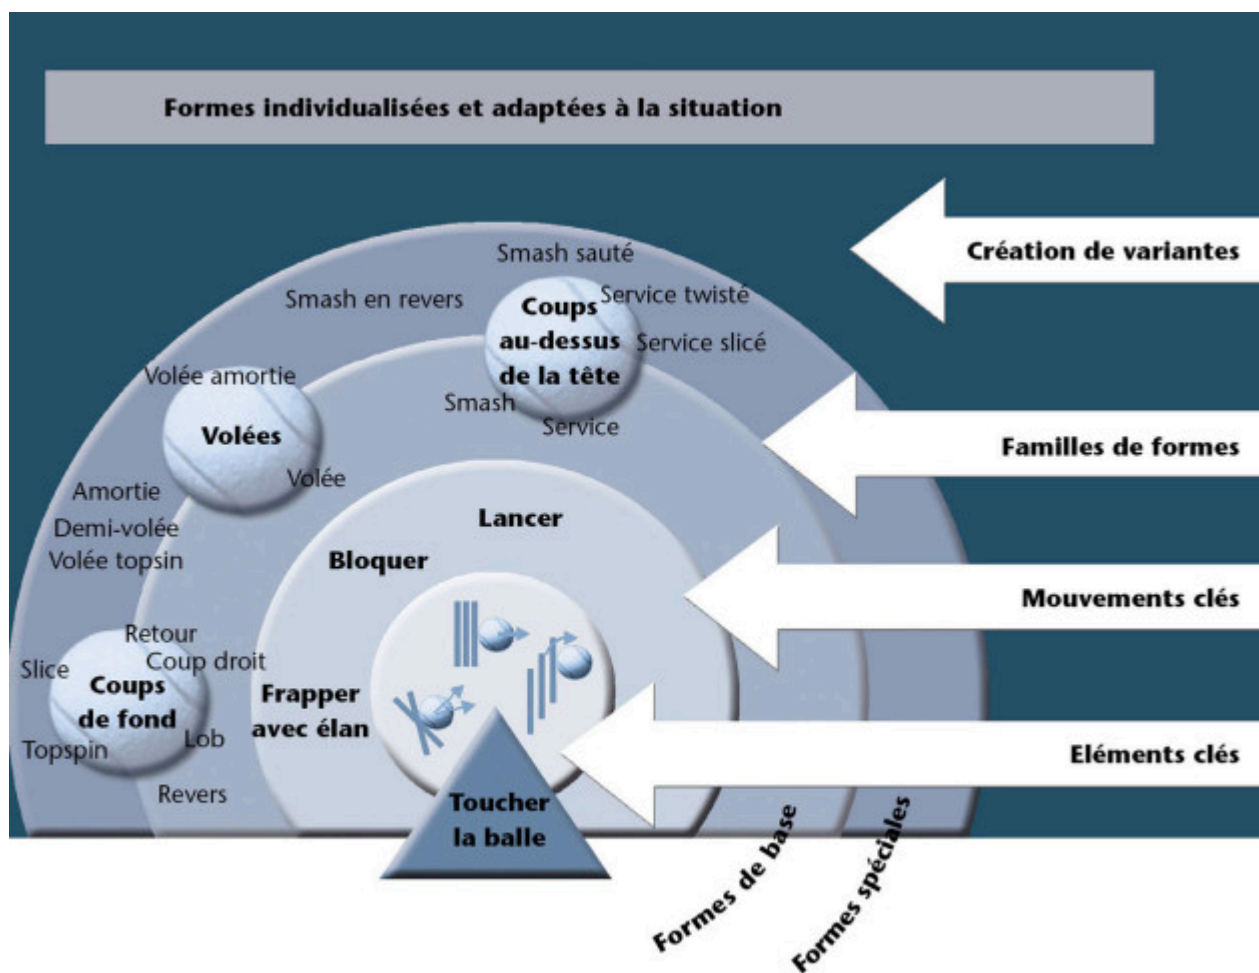 Formes individualisées et adaptées à la situation
Création de variantes
Smash sauté
Smash en revers
Service twisté
Coups
au-dessus
de la tête
Service slicé
Smash
Service
Volée amortie
Volées
Volée
Amortie
Demi-volée
Volée topsin
Familles de formes
Lancer
Bloquer
Frapper
avec élan
Mouvements clés
Retour
Coup droit
Slice
Coups
de fond
Topspin
Lob
Revers
Eléments clés
Toucher
la balle
Formes de base
Formes spéciales